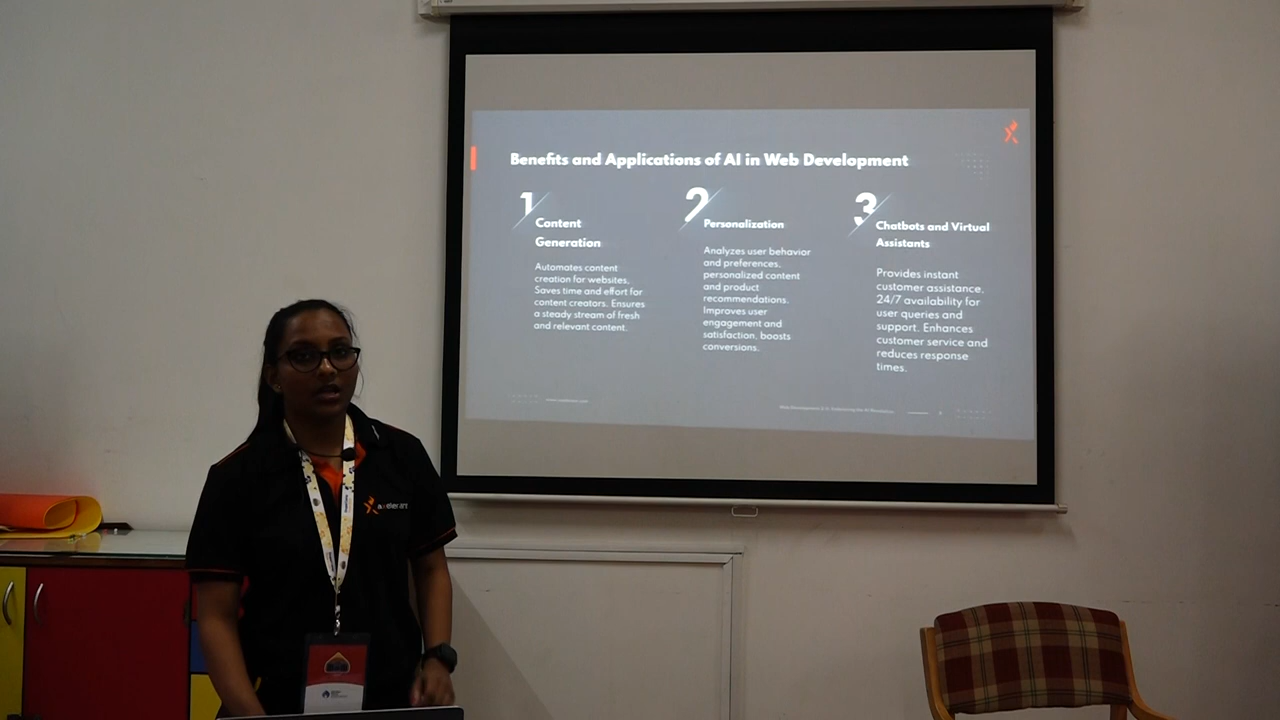 Benefits and Applications of AI in Web Development
1
Content
Generation
Automates content
creation for websites,
Saves time and effort for
content creators. Ensures
a steady stream of fresh
and relevant content.
2
Personalization
Analyzes user behavior
and preferences,
personalized content
and product
recommendations.
Improves user
engagement and
satisfaction, boosts
conversions.
3
Chatbots and Virtual
Assistants
Provides instant
customer assistance.
24/7 availability for
user queries and
support. Enhances
customer service and
reduces response
times.
axelerant